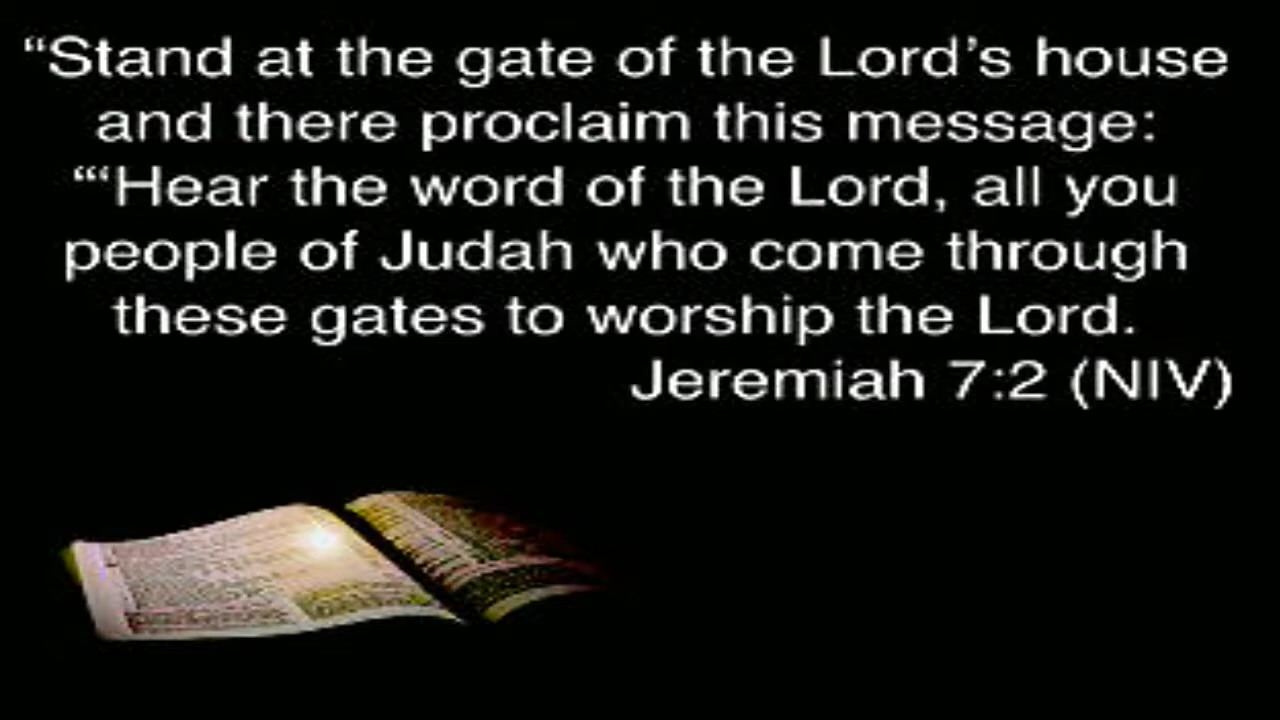 “Stand at the gate of the Lord’s house
and there proclaim this message:
“‘Hear the word of the Lord, all you
people of Judah who come through
these gates to worship the Lord.
Jeremiah 7:2 (NIV)